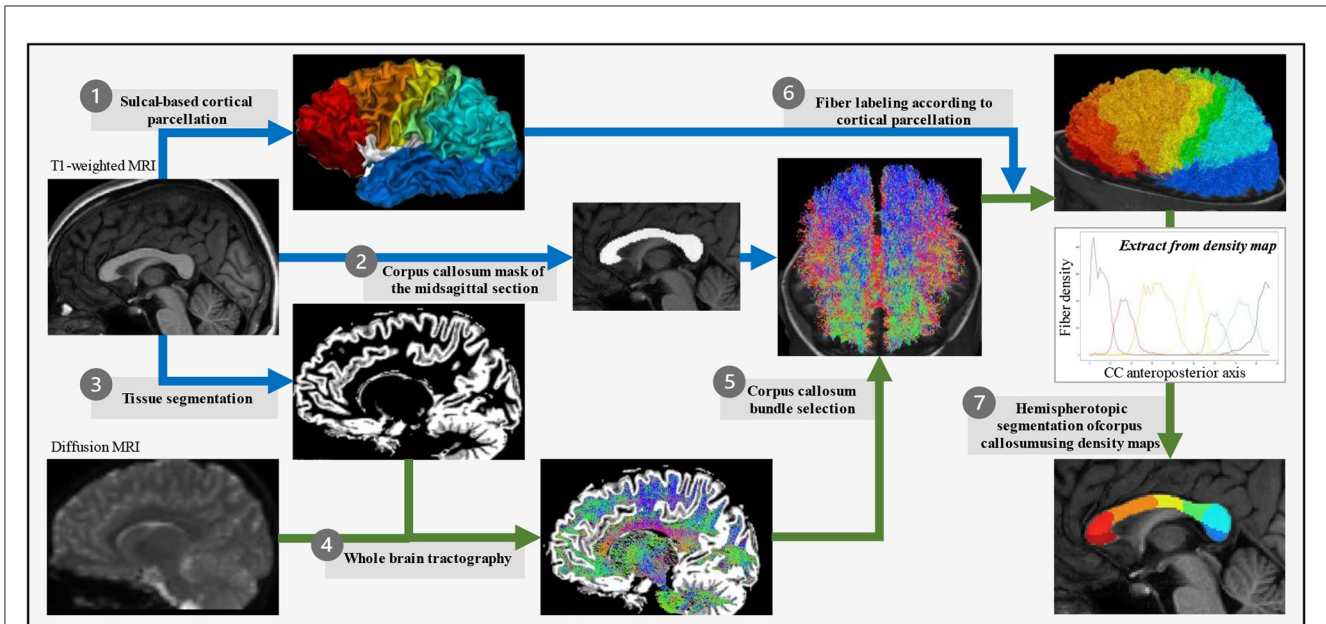 1
Sulcal-based cortical
parcellation
6
Fiber labeling according to
cortical parcellation
T1-weighted MRI
2
Corpus callosum mask of
the midsagittal section
Extract from density map
Fiber density
CC anteroposterior axis
3
Tissue segmentation
5
Corpus callosum
bundle selection
7
Hemispherotopic
segmentation ofcorpus
callosumusing density maps
Diffusion MRI
4
Whole brain tractography